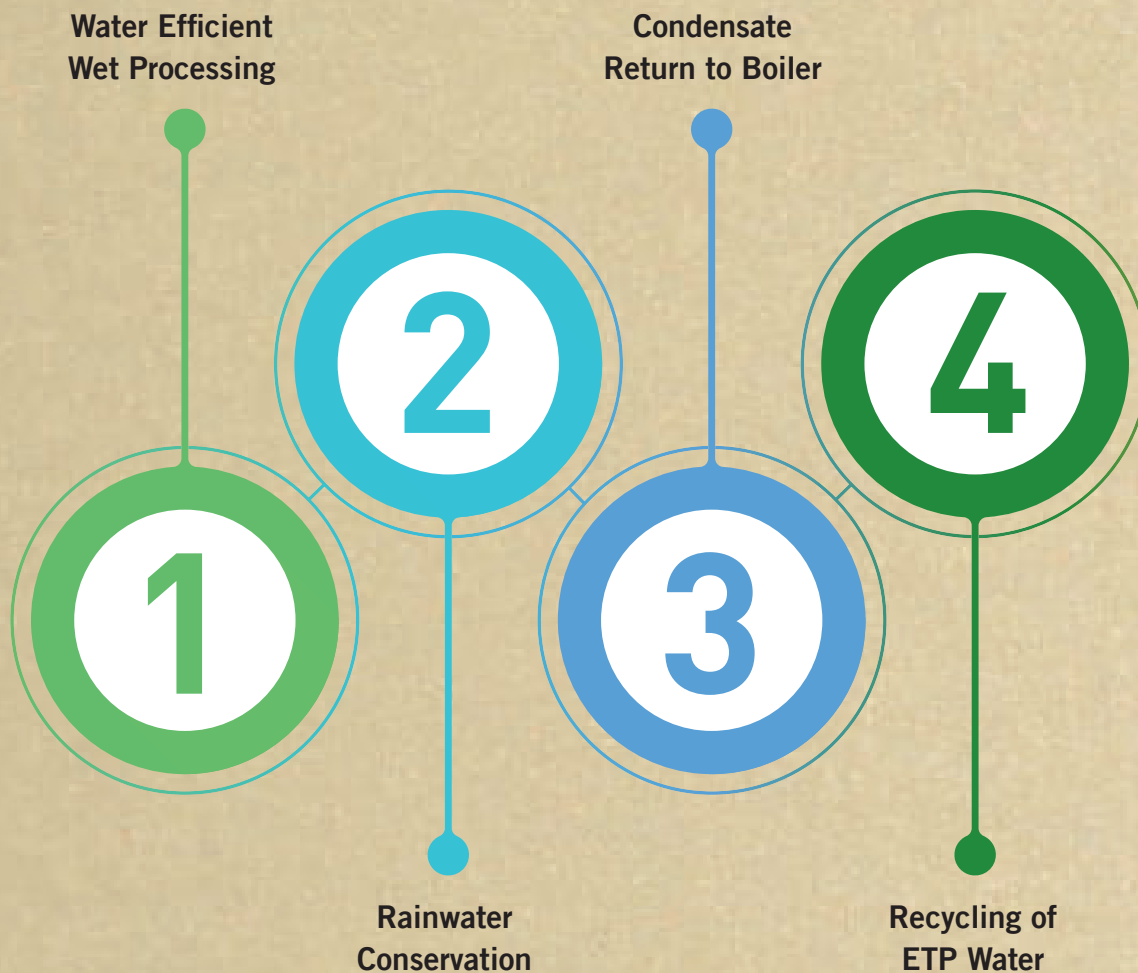 Water Efficient
Wet Processing
Condensate
Return to Boiler
2
4
1
3
Rainwater
Conservation
Recycling of
ETP Water